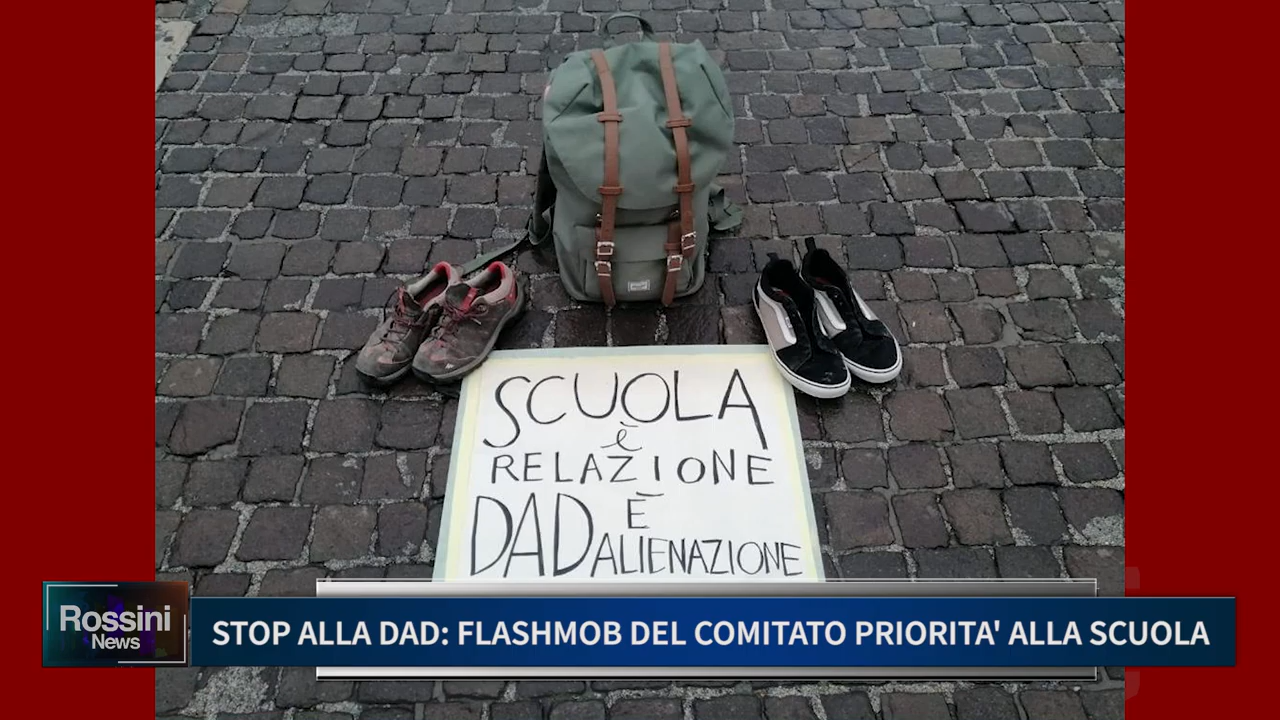 SCUOLA
è
RELAZIONE
DAD È
ALIENAZIONE
Rossini
News
STOP ALLA DAD: FLASHMOB DEL COMITATO PRIORITA' ALLA SCUOLA